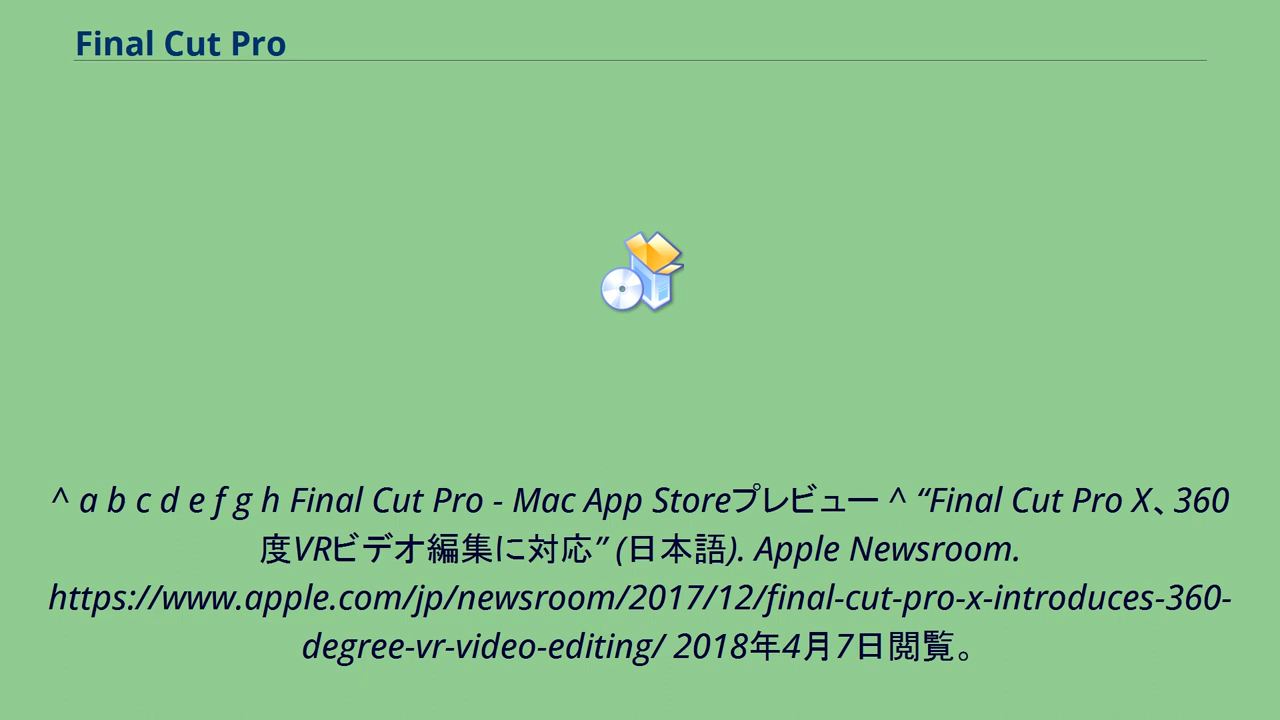 Final Cut Pro
^ a b c d e f g h Final Cut Pro - Mac App Storeプレビュー ^ “Final Cut Pro X、360
度VRビデオ編集に対応” (日本語). Apple Newsroom.
https://www.apple.com/jp/newsroom/2017/12/final-cut-pro-x-introduces-360-
degree-vr-video-editing/ 2018年4月7日閲覧。